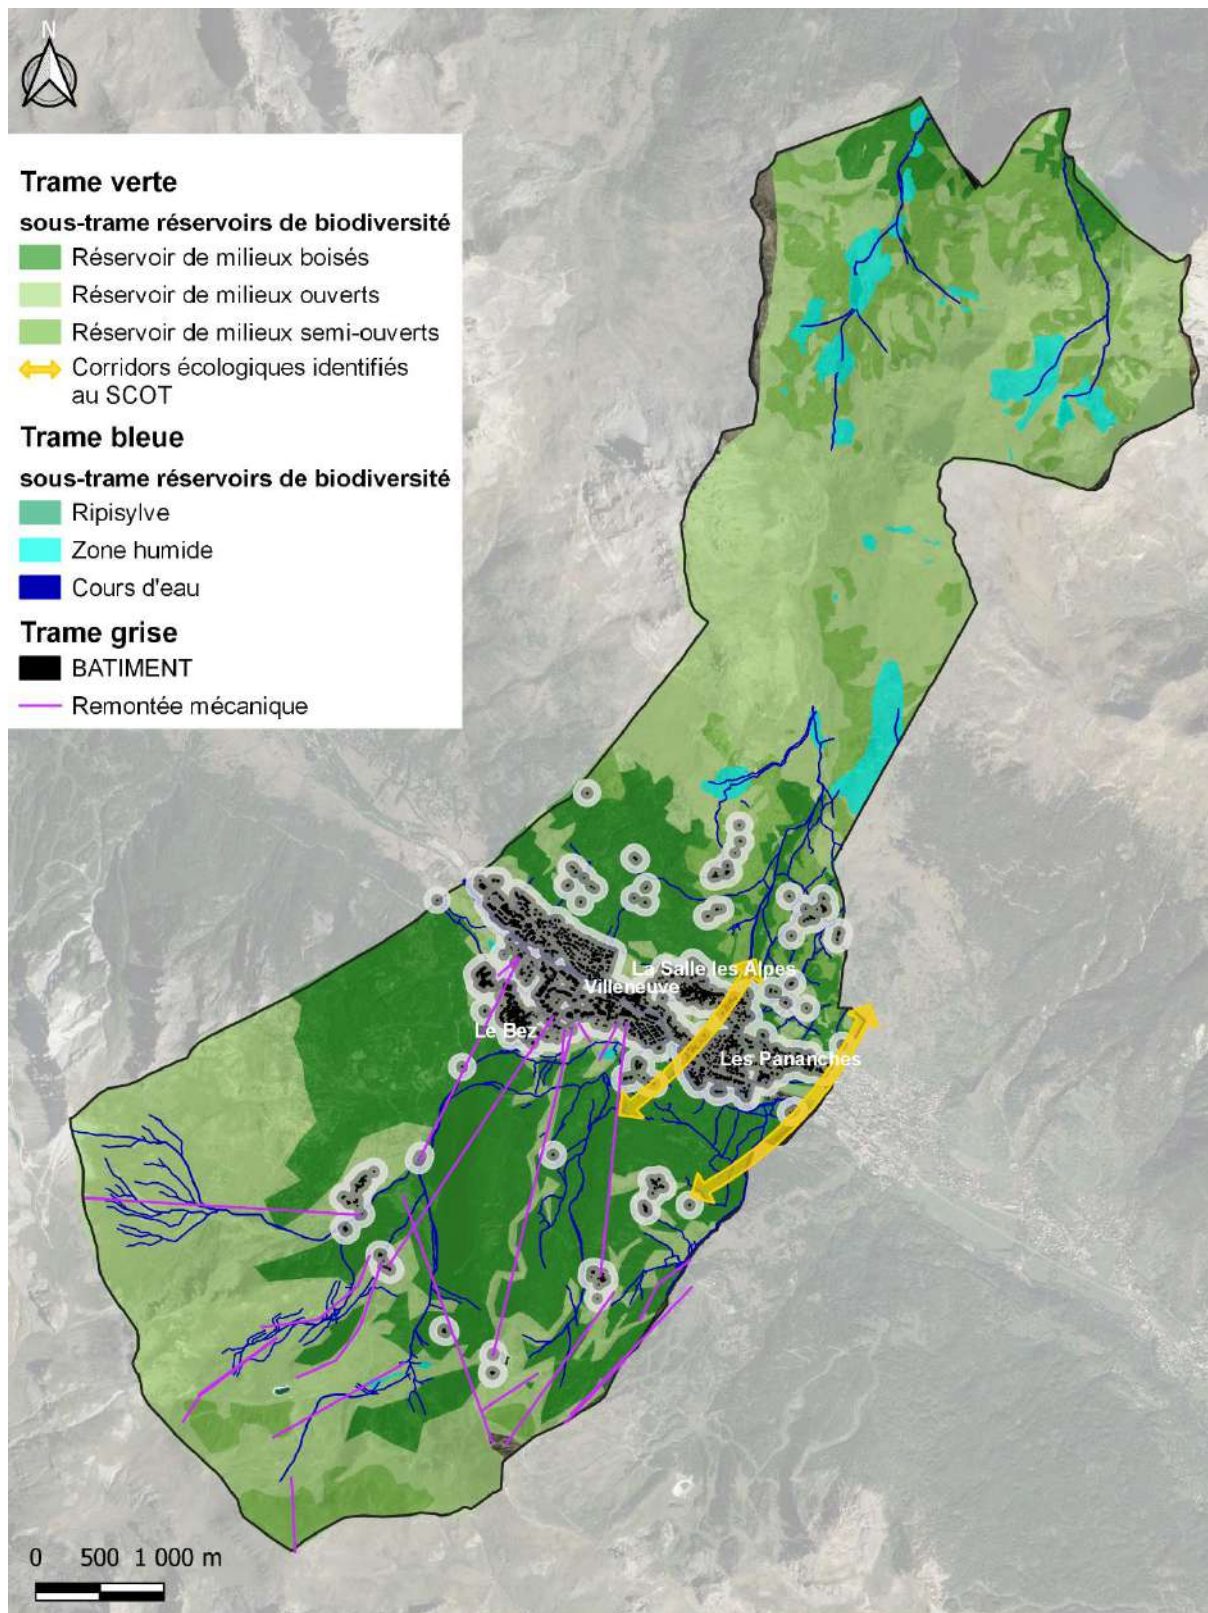 N
Trame verte
sous-trame réservoirs de biodiversité
Réservoir de milieux boisés
Réservoir de milieux ouverts
Réservoir de milieux semi-ouverts
Corridors écologiques identifiés
au SCOT
Trame bleue
sous-trame réservoirs de biodiversité
Ripisylve
Zone humide
Cours d'eau
Trame grise
BATIMENT
Remontée mécanique
La Salle les Alpes
Villeneuve
Le Bez
Les Pananches
0 500 1 000 m